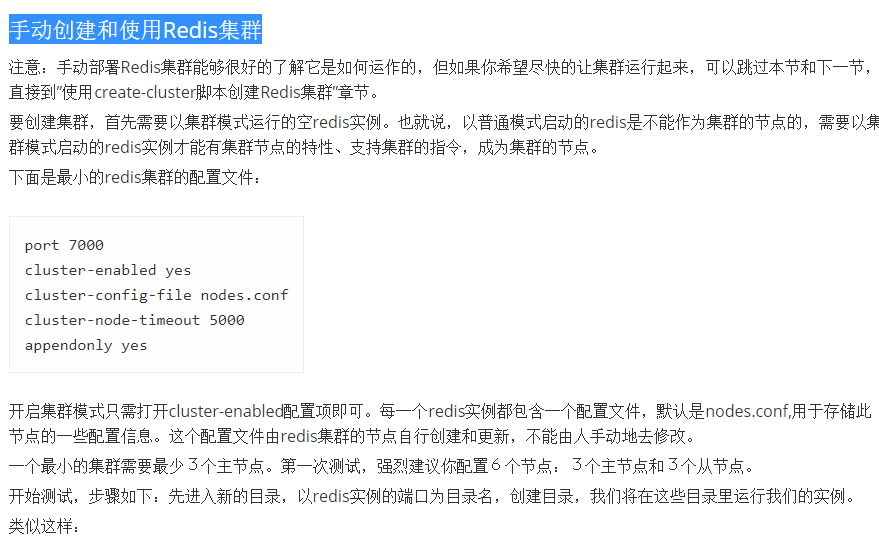 手动创建和使用Redis集群
注意：手动部署Redis集群能够很好的了解它是如何运作的，但如果你希望尽快的让集群运行起来，可以跳过本节和下一节，
直接到”使用create-cluster脚本创建Redis集群”章节。
要创建集群，首先需要以集群模式运行的空redis实例。也就说，以普通模式启动的redis是不能作为集群的节点的，需要以集
群模式启动的redis实例才能有集群节点的特性、支持集群的指令，成为集群的节点。
下面是最小的redis集群的配置文件：
port 7000
cluster-enabled yes
cluster-config-file nodes.conf
cluster-node-timeout 5000
appendonly yes
开启集群模式只需打开cluster-enabled配置项即可。每一个redis实例都包含一个配置文件，默认是nodes.conf,用于存储此
节点的一些配置信息。这个配置文件由redis集群的节点自行创建和更新，不能由人手动地去修改。
一个最小的集群需要最少３个主节点。第一次测试，强烈建议你配置６个节点：３个主节点和３个从节点。
开始测试，步骤如下：先进入新的目录，以redis实例的端口为目录名，创建目录，我们将在这些目录里运行我们的实例。
类似这样：